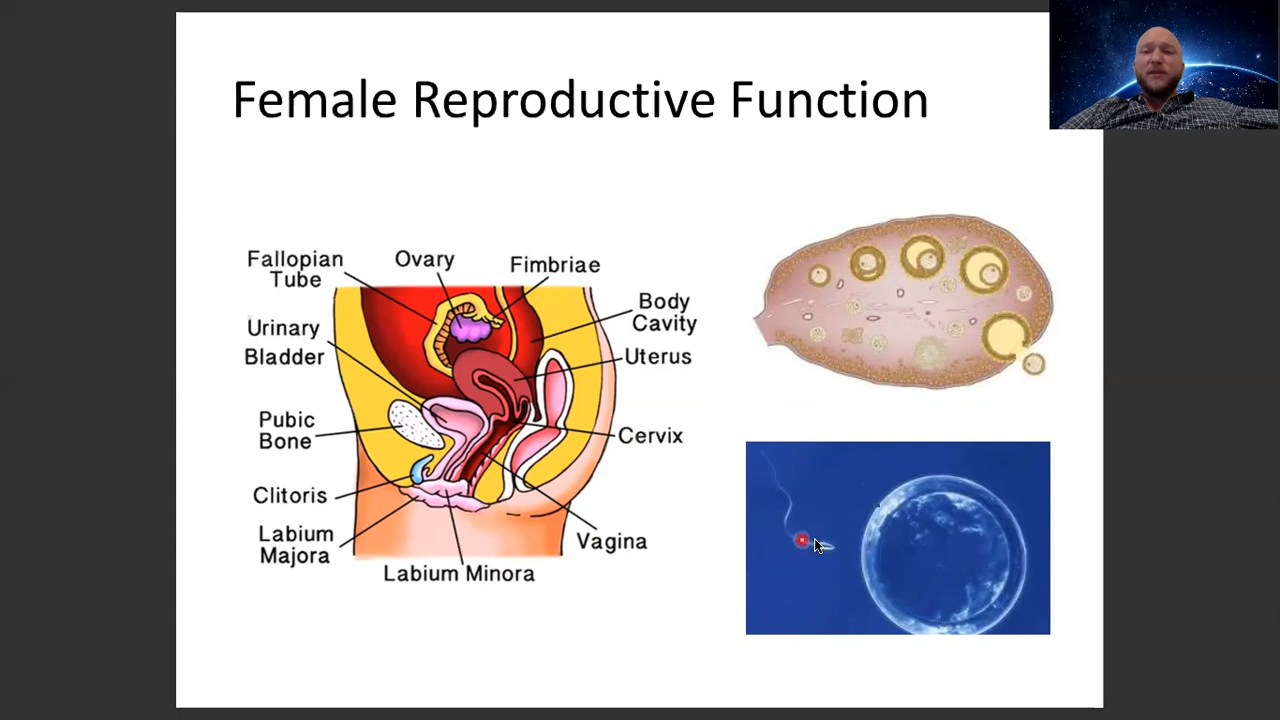 Female Reproductive Function
Fallopian
Tube
Ovary
Fimbriae
Body
Cavity
Urinary
Bladder
Uterus
Pubic
Bone
Cervix
Clitoris
Labium
Majora
Vagina
Labium Minora